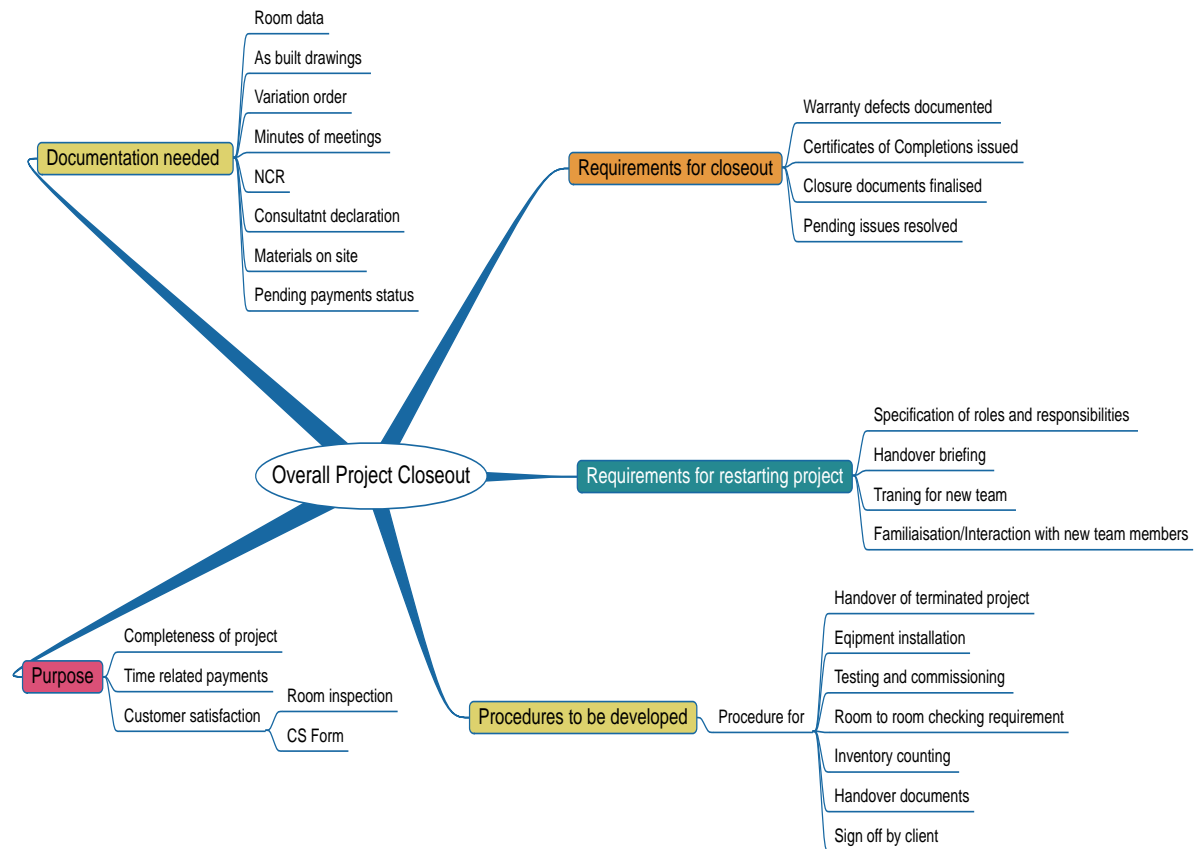 Room data
As built drawings
Variation order
Minutes of meetings
Documentation needed
NCR
Consultatnt declaration
Materials on site
Pending payments status
Warranty defects documented
Certificates of Completions issued
Requirements for closeout
Closure documents finalised
Pending issues resolved
Overall Project Closeout
Specification of roles and responsibilities
Handover briefing
Requirements for restarting project
Traning for new team
Familiaisation/Interaction with new team members
Completeness of project
Purpose
Time related payments
Customer satisfaction
Room inspection
CS Form
Procedures to be developed
Procedure for
Handover of terminated project
Eqipment installation
Testing and commissioning
Room to room checking requirement
Inventory counting
Handover documents
Sign off by client